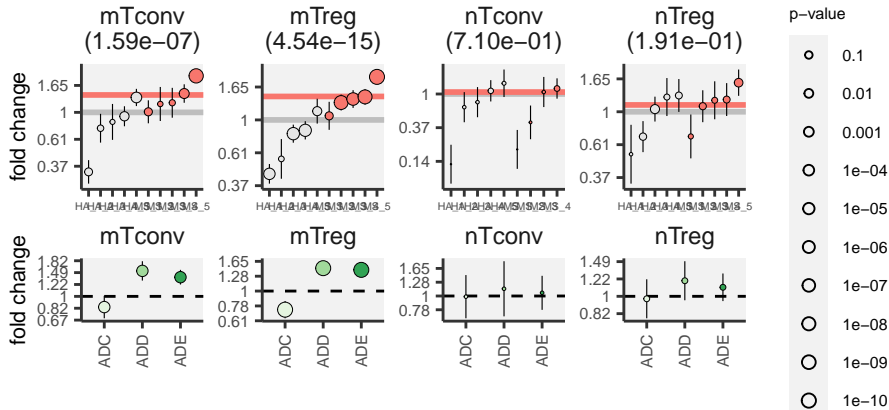 mTconv
(1.59e−07)
mTreg
(4.54e−15)
nTconv
(7.10e−01)
nTreg
(1.91e−01)
p−value
fold change
1.65
1
0.61
0.37
1.65
1
0.61
0.37
1
0.37
0.14
1.65
1
0.61
0.37
0.1
0.01
0.001
1e−04
1e−05
1e−06
1e−07
1e−08
1e−09
1e−10
mTconv
mTreg
nTconv
nTreg
fold change
1.82
1.49
1.22
1
0.82
0.67
1.65
1.28
1
0.78
0.61
1.65
1.28
1
0.78
1.49
1.22
1
0.82
ADC
ADD
ADE
ADC
ADD
ADE
ADC
ADD
ADE
ADC
ADD
ADE